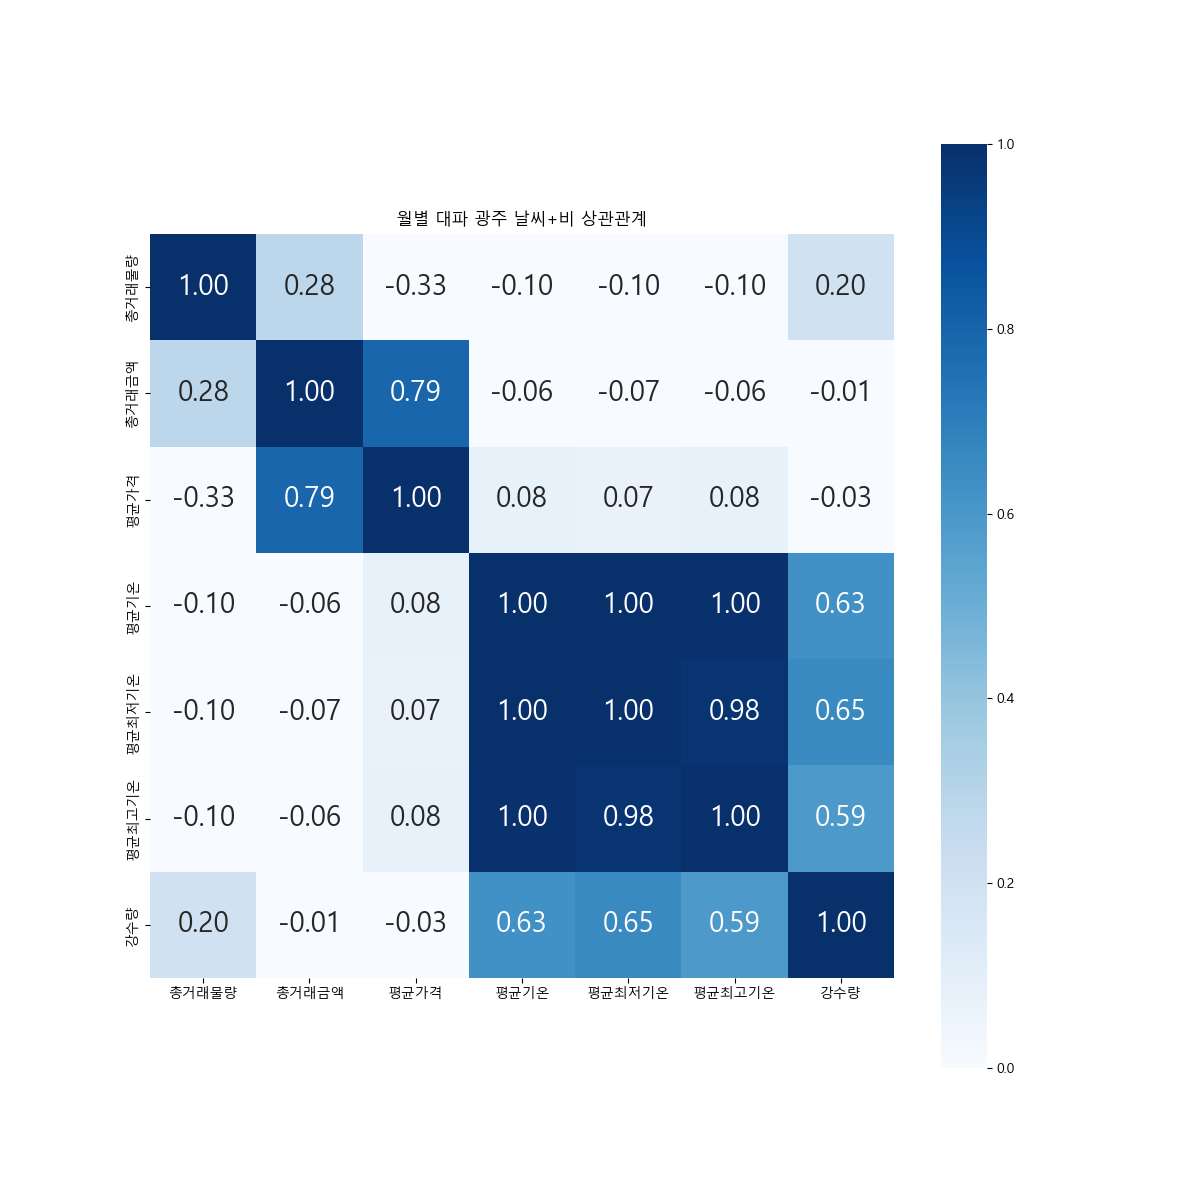 월별 대파 광주 날씨+비 상관관계
총거래물량 1.00 0.28 -0.33 -0.10 -0.10 -0.10 0.20
총거래금액 0.28 1.00 0.79 -0.06 -0.07 -0.06 -0.01
평균가격 -0.33 0.79 1.00 0.08 0.07 0.08 -0.03
평균기온 -0.10 -0.06 0.08 1.00 1.00 1.00 0.63
평균최저기온 -0.10 -0.07 0.07 1.00 1.00 0.98 0.65
평균최고기온 -0.10 -0.06 0.08 1.00 0.98 1.00 0.59
강수량 0.20 -0.01 -0.03 0.63 0.65 0.59 1.00
총거래물량 총거래금액 평균가격 평균기온 평균최저기온 평균최고기온 강수량
1.0
0.8
0.6
0.4
0.2
0.0